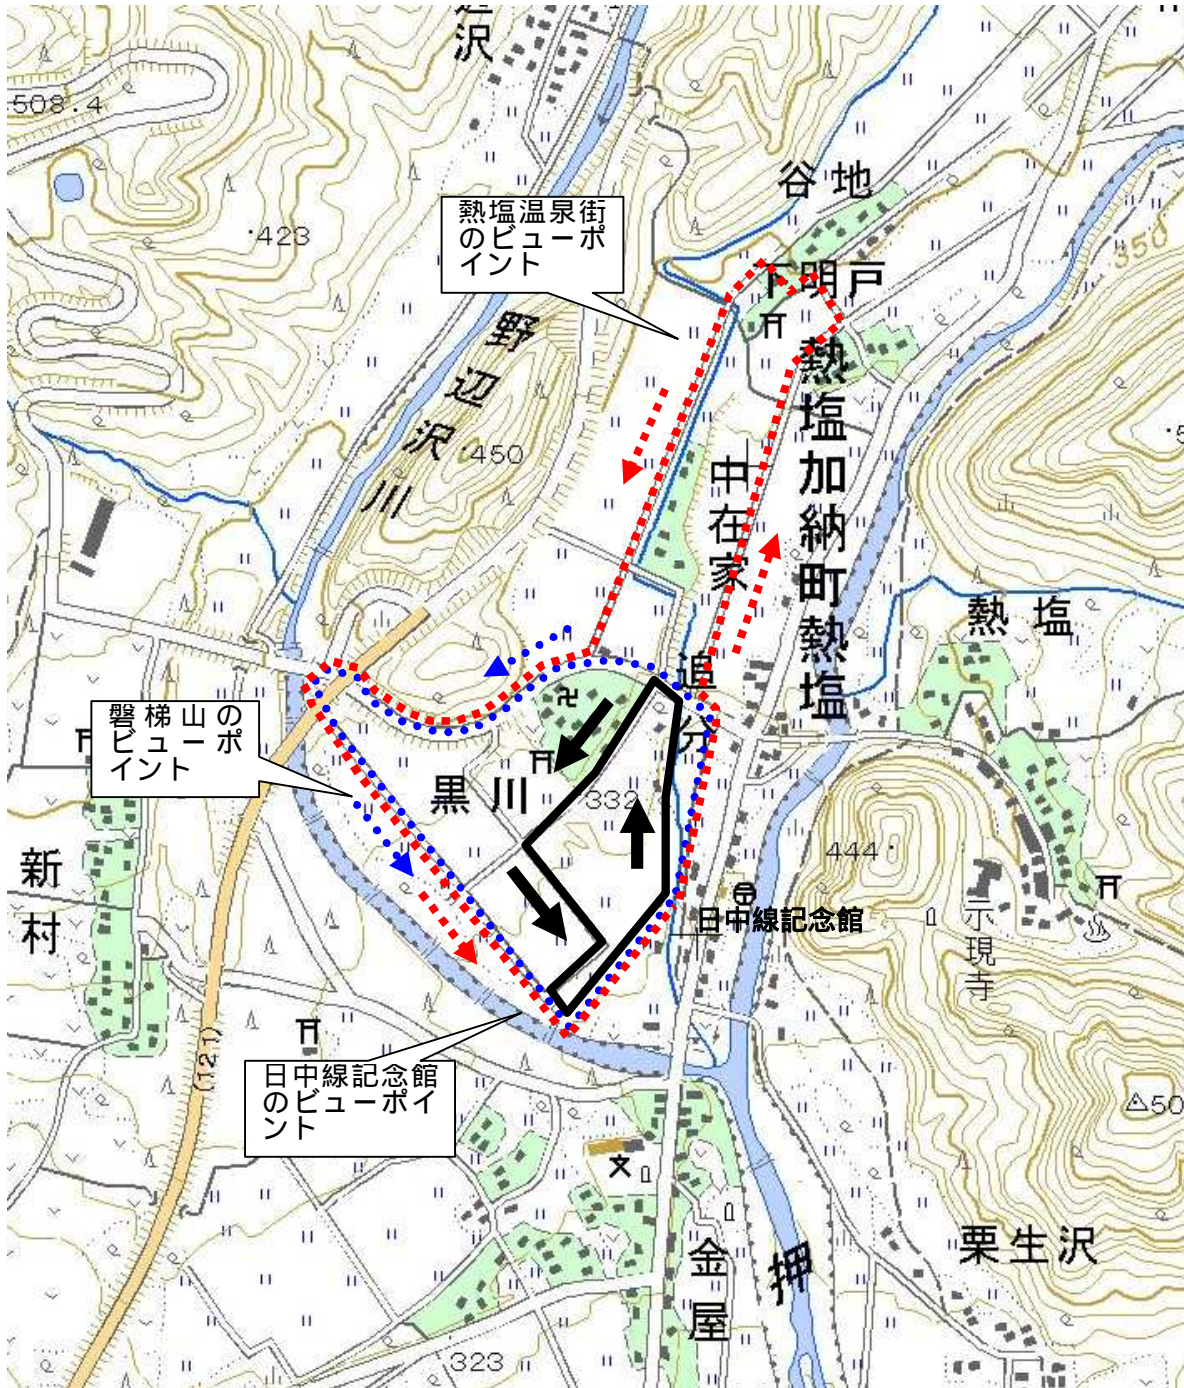 沢
508.4
谷地
熱塩温泉街
のビューポ
イント
・423
350
下明戸
野辺沢川
・450
中在家
熱塩加納町熱塩
熱塩
追分
磐梯山の
ビューポ
イント
黒川
332
444・
新村
日中線記念館
示現寺
(121)
日中線記念館
のビューポイ
ント
50
栗生沢
金屋
押
323